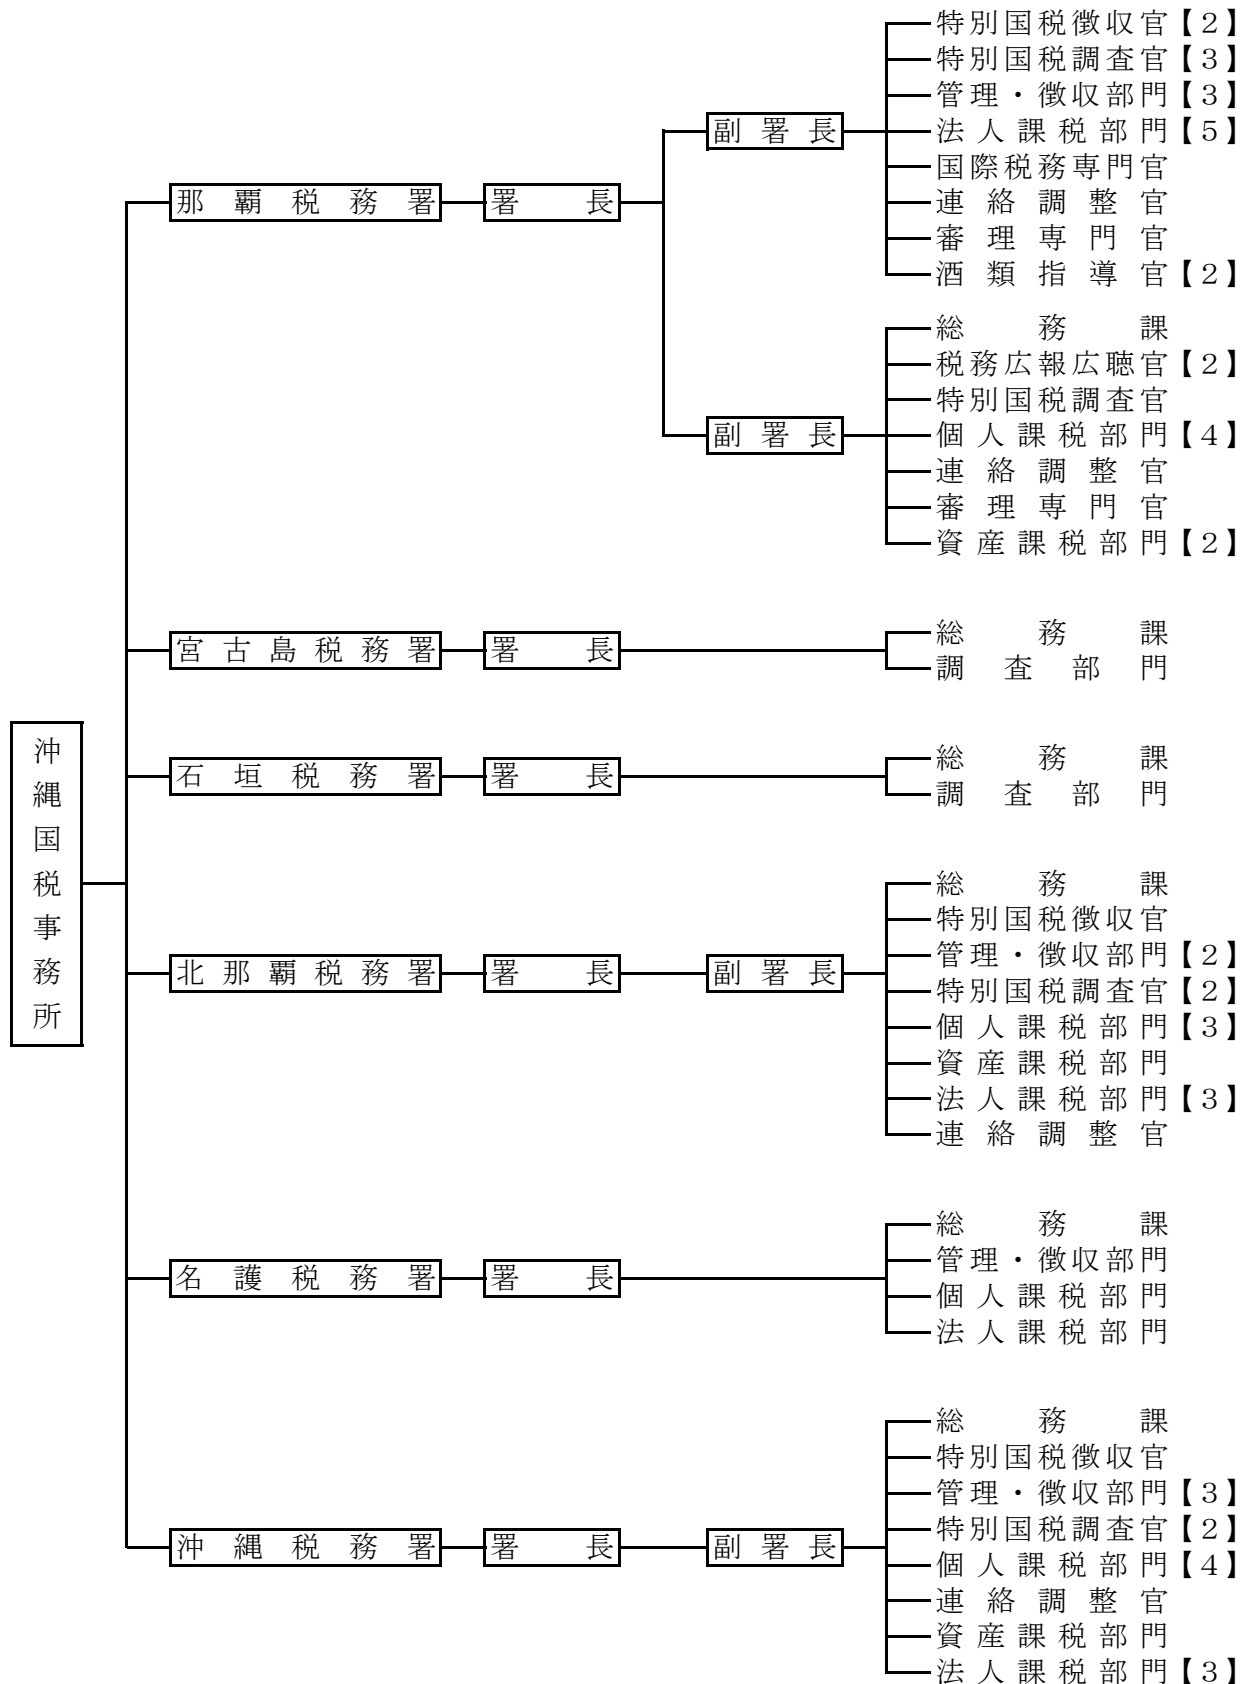 沖縄国税事務所
那覇税務署
署長
副署長
特別国税徴収官【2】
特別国税調査官【3】
管理・徴収部門【3】
法人課税部門【5】
国際税務専門官
連絡調整官
審理専門官
酒類指導官【2】
副署長
総務課
税務広報広聴官【2】
特別国税調査官
個人課税部門【4】
連絡調整官
審理専門官
資産課税部門【2】
宮古島税務署
署長
総務課
調査部門
石垣税務署
署長
総務課
調査部門
北那覇税務署
署長
副署長
総務課
特別国税徴収官
管理・徴収部門【2】
特別国税調査官【2】
個人課税部門【3】
資産課税部門
法人課税部門【3】
連絡調整官
名護税務署
署長
総務課
管理・徴収部門
個人課税部門
法人課税部門
沖縄税務署
署長
副署長
総務課
特別国税徴収官
管理・徴収部門【3】
特別国税調査官【2】
個人課税部門【4】
連絡調整官
資産課税部門
法人課税部門【3】